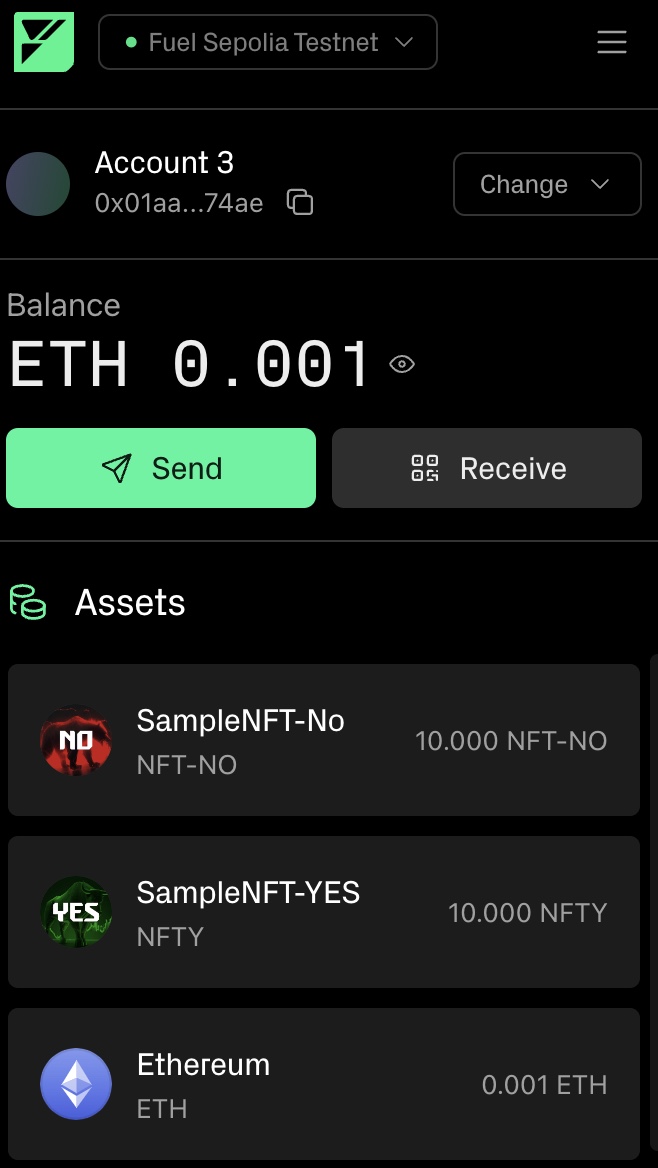 Fuel Sepolia Testnet
Account 3
0x01aa...74ae
Change
Balance
ETH 0.001
Send
Receive
Assets
NO
SampleNFT-No
NFT-NO
10.000 NFT-NO
YES
SampleNFT-YES
NFTY
10.000 NFTY
Ethereum
ETH
0.001 ETH